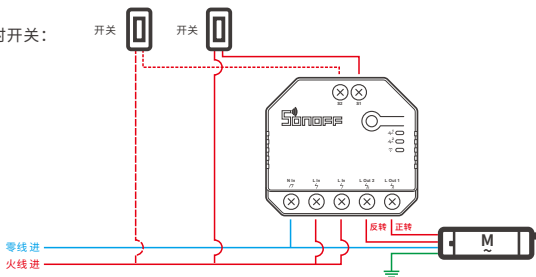 时开关：
开关 开关
S2 S1
SONOFF
N In L In L In L Out 2 L Out 1
反转 正转
零线进
火线进
M
~